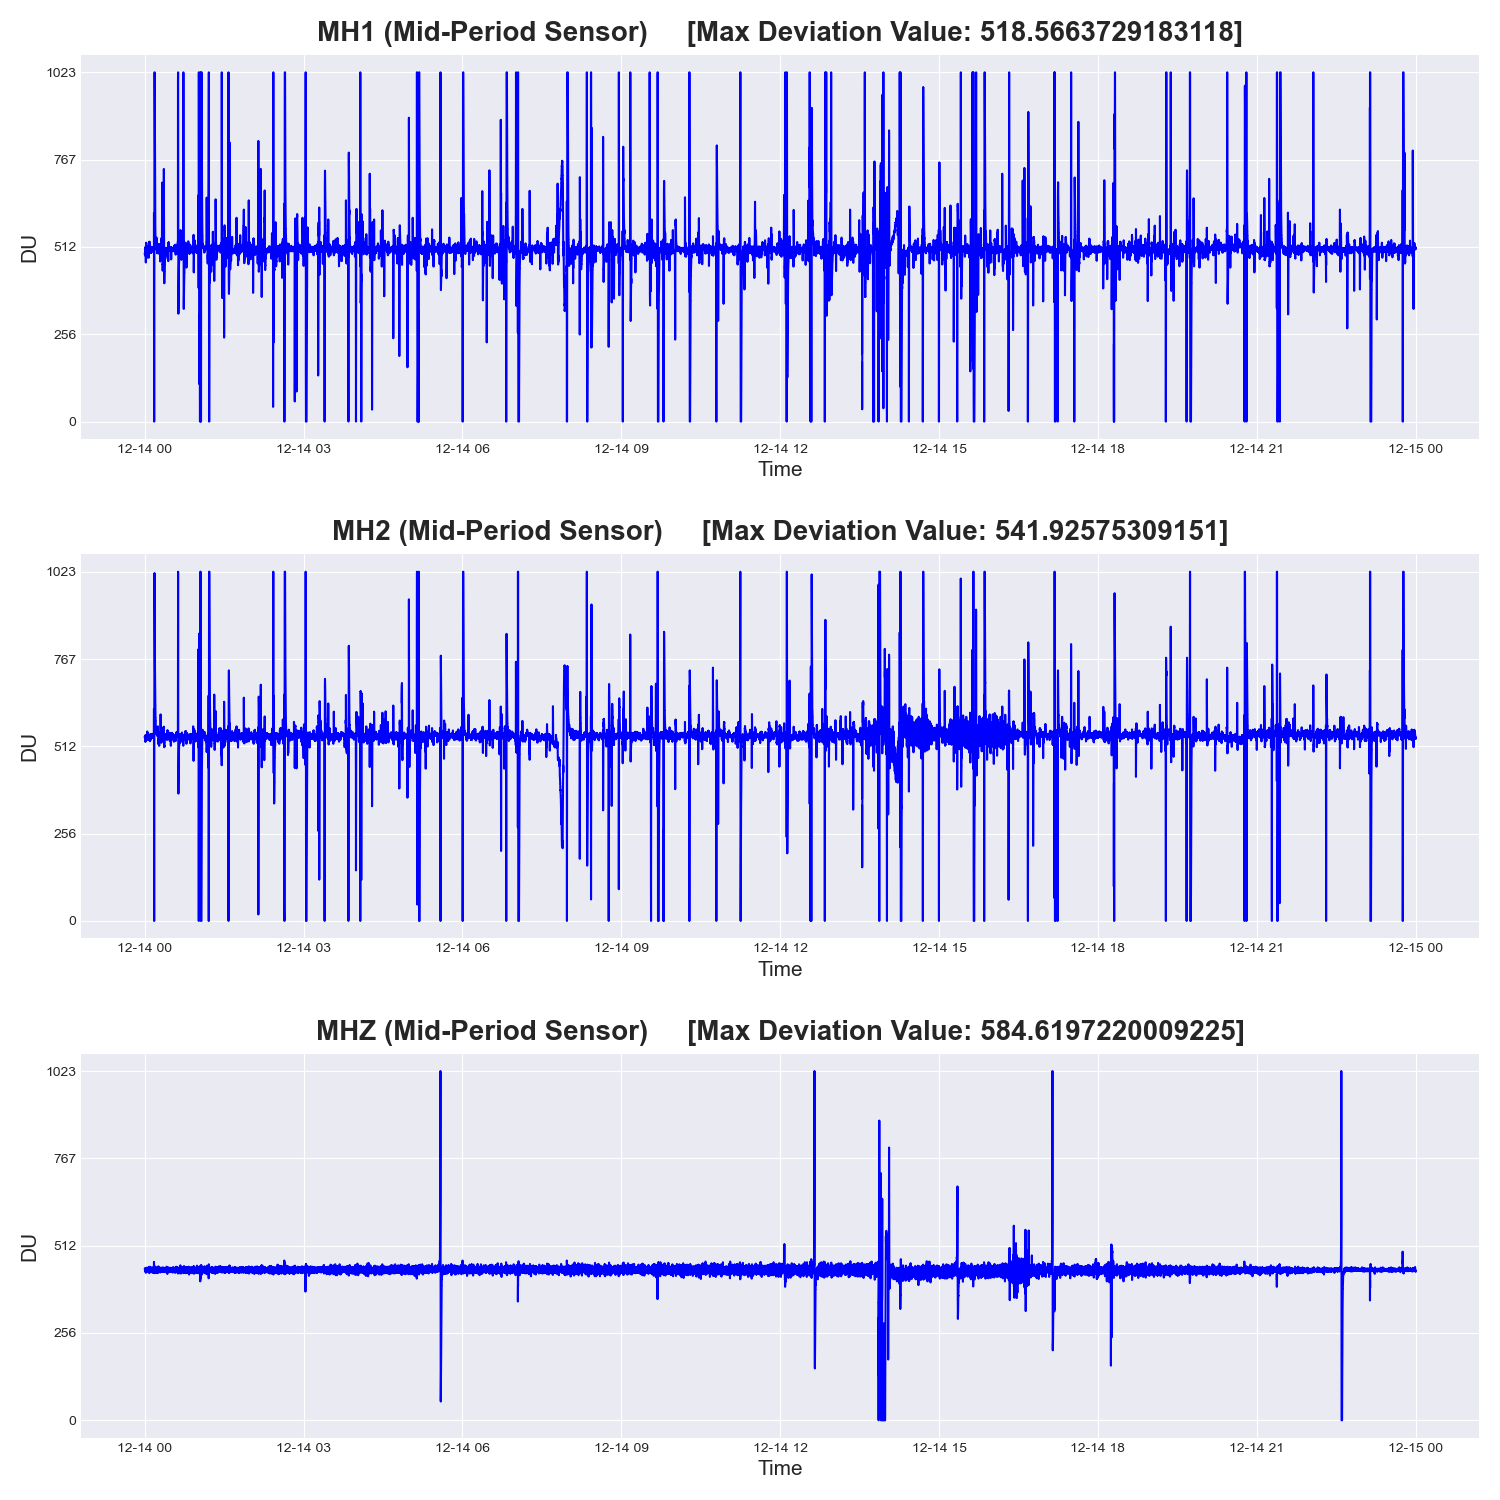 MH1 (Mid-Period Sensor) [Max Deviation Value: 518.5663729183118]
1023
767
512
256
0
DU
12-14 00 12-14 03 12-14 06 12-14 09 12-14 12 12-14 15 12-14 18 12-14 21 12-15 00
Time
MH2 (Mid-Period Sensor) [Max Deviation Value: 541.92575309151]
1023
767
512
256
0
DU
12-14 00 12-14 03 12-14 06 12-14 09 12-14 12 12-14 15 12-14 18 12-14 21 12-15 00
Time
MHZ (Mid-Period Sensor) [Max Deviation Value: 584.6197220009225]
1023
767
512
256
0
DU
12-14 00 12-14 03 12-14 06 12-14 09 12-14 12 12-14 15 12-14 18 12-14 21 12-15 00
Time